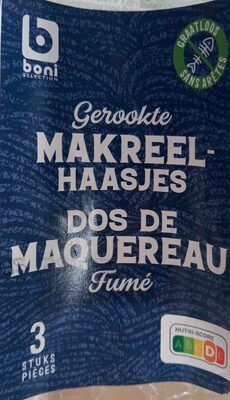 boni
SELECTION
GRAATLOOS
SANS ARÊTES
Gerookte
MAKREEL-
HAASJES
DOS DE
MAQUEREAU
Fumé
3
STUKS
PIÈCES
NUTRI-SCORE
A B C D E